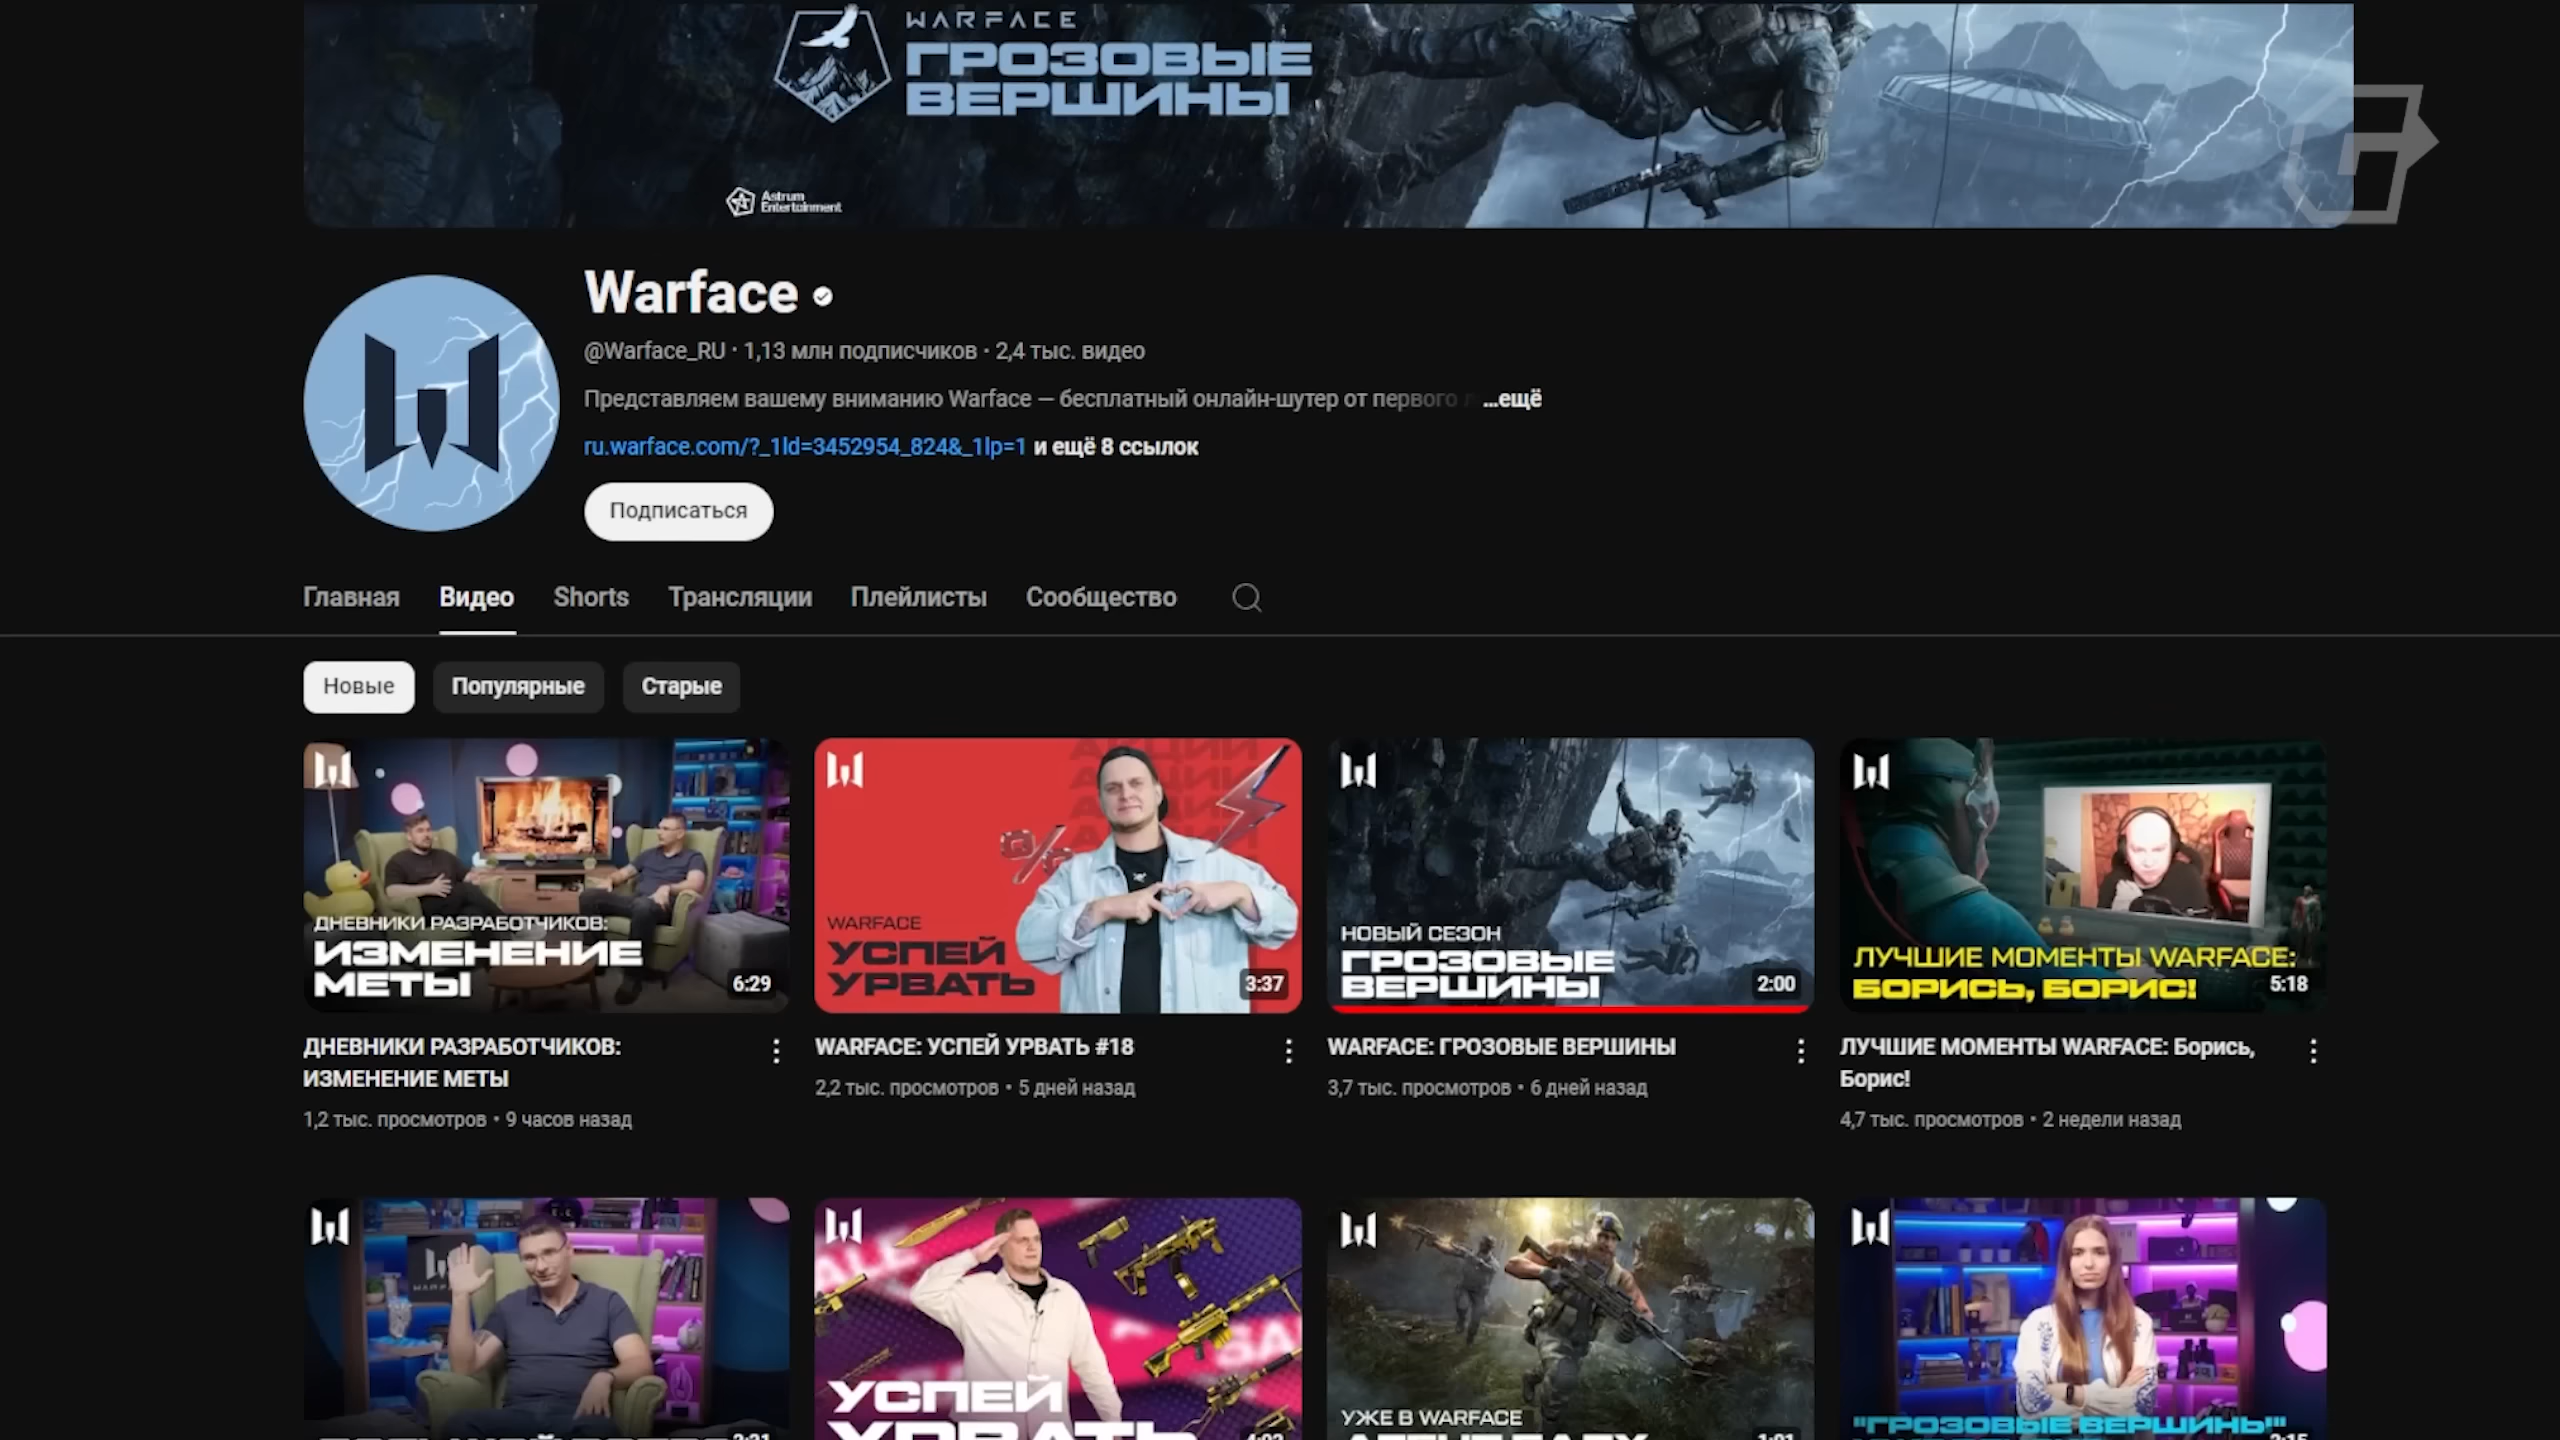 WARFACE
ГРОЗОВЫЕ
ВЕРШИНЫ
Astrum
Entertainment
Warface
@Warface_RU · 1,13 млн подписчиков · 2,4 тыс. видео
Представляем вашему вниманию Warface — бесплатный онлайн-шутер от первого ...ещё
ru.warface.com/?_1ld=3452954_824&_1lp=1 и ещё 8 ссылок
Подписаться
Главная Видео Shorts Трансляции Плейлисты Сообщество
Новые Популярные Старые
ДНЕВНИКИ РАЗРАБОТЧИКОВ:
ИЗМЕНЕНИЕ
МЕТЫ
6:29
АКЦИИ
WARFACE
УСПЕЙ
УРВАТЬ
3:37
НОВЫЙ СЕЗОН
ГРОЗОВЫЕ
ВЕРШИНЫ
2:00
ЛУЧШИЕ МОМЕНТЫ WARFACE:
БОРИСЬ, БОРИС!
5:18
ДНЕВНИКИ РАЗРАБОТЧИКОВ:
ИЗМЕНЕНИЕ МЕТЫ
1,2 тыс. просмотров • 9 часов назад
WARFACE: УСПЕЙ УРВАТЬ #18
2,2 тыс. просмотров • 5 дней назад
WARFACE: ГРОЗОВЫЕ ВЕРШИНЫ
3,7 тыс. просмотров • 6 дней назад
ЛУЧШИЕ МОМЕНТЫ WARFACE: Борись,
Борис!
4,7 тыс. просмотров • 2 недели назад
УСПЕЙ
УРВАТЬ
УЖЕ В WARFACE
"ГРОЗОВЫЕ ВЕРШИНЫ"